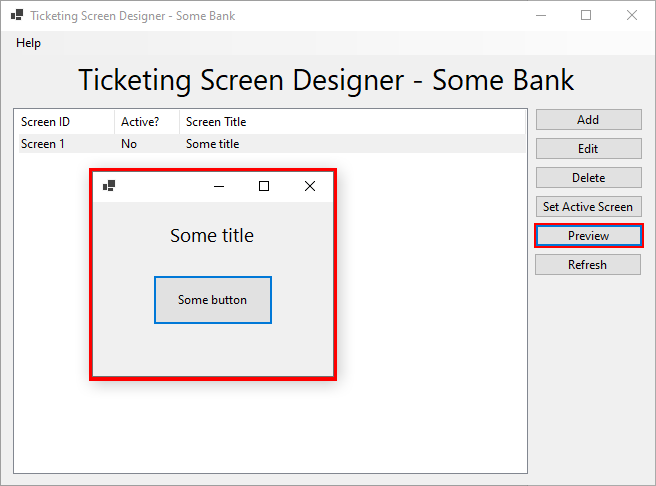 Ticketing Screen Designer - Some Bank
Help
Ticketing Screen Designer - Some Bank
Screen ID Active? Screen Title
Screen 1 No Some title
Some title
Some button
Add
Edit
Delete
Set Active Screen
Preview
Refresh